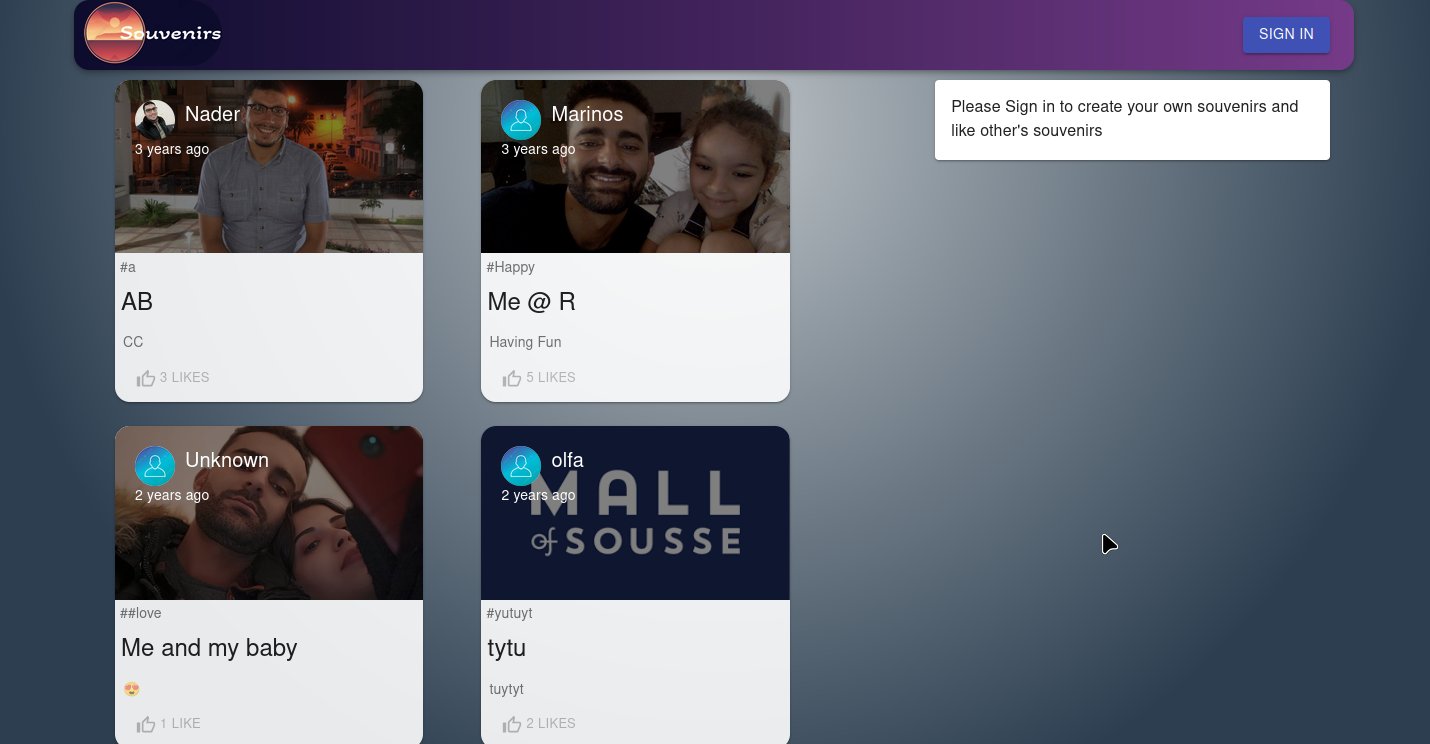 Souvenirs
SIGN IN
Nader
3 years ago
#a
AB
CC
3 LIKES
Marinos
3 years ago
#Happy
Me @ R
Having Fun
5 LIKES
Please Sign in to create your own souvenirs and
like other's souvenirs
Unknown
2 years ago
##love
Me and my baby
😍
1 LIKE
olfa
2 years ago
MALL
of SOUSSE
#yutuyt
tytu
tuytyt
2 LIKES